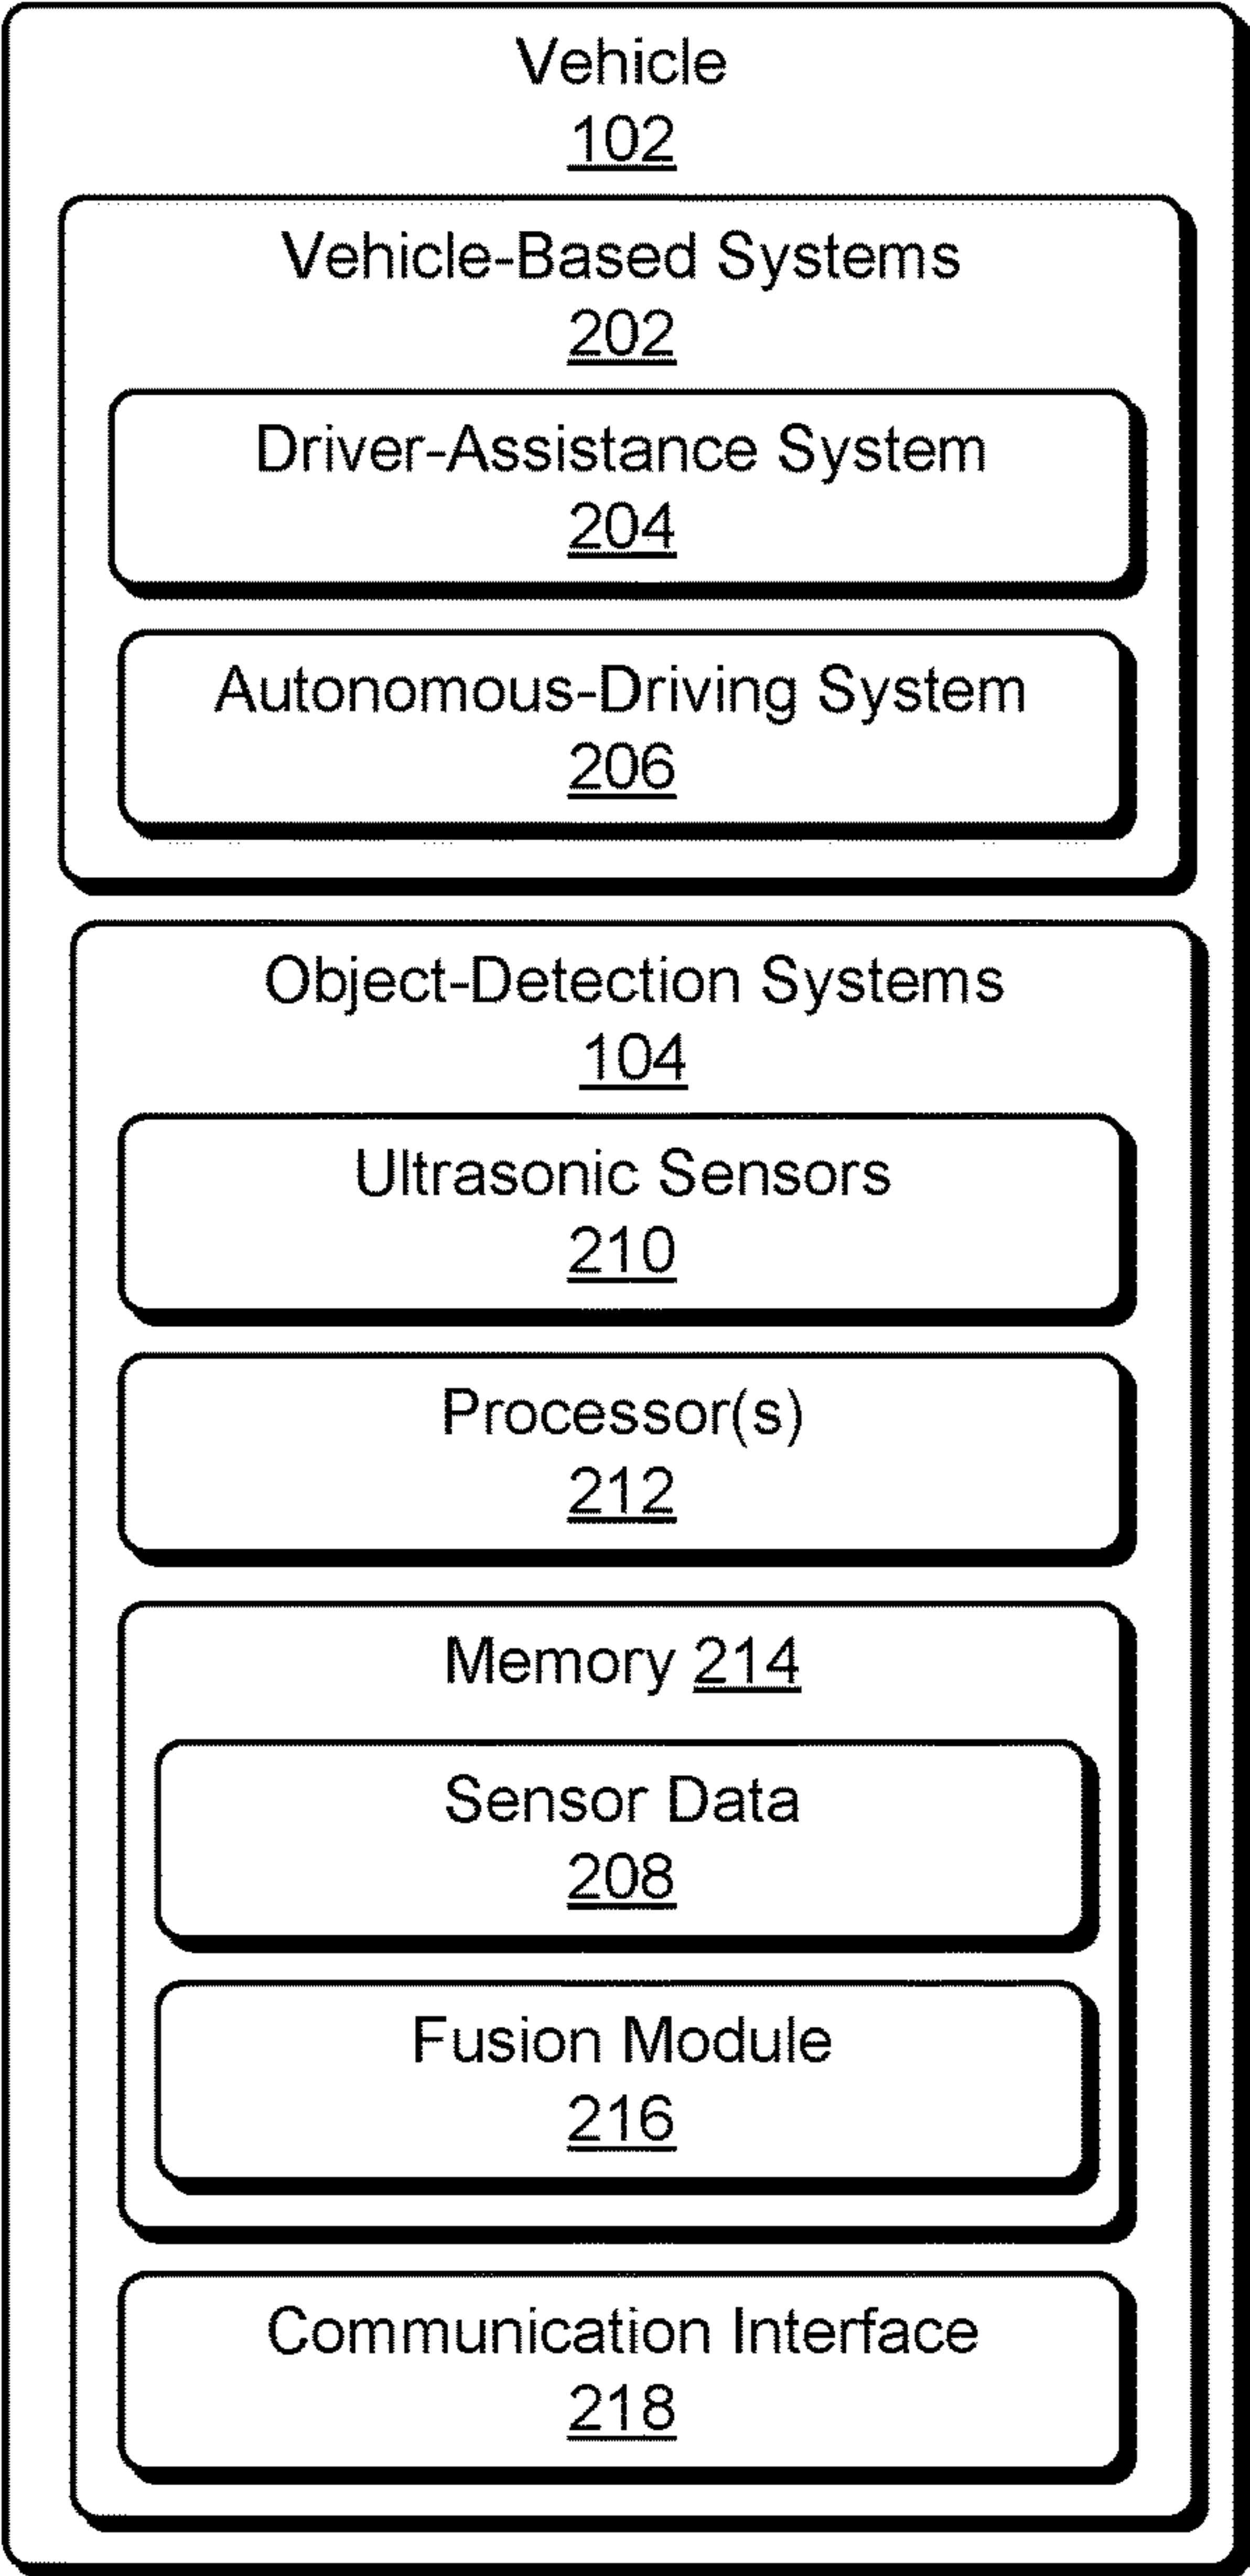 Vehicle
102
Vehicle-Based Systems
202
Driver-Assistance System
204
Autonomous-Driving System
206
Object-Detection Systems
104
Ultrasonic Sensors
210
Processor(s)
212
Memory 214
Sensor Data
208
Fusion Module
216
Communication Interface
218